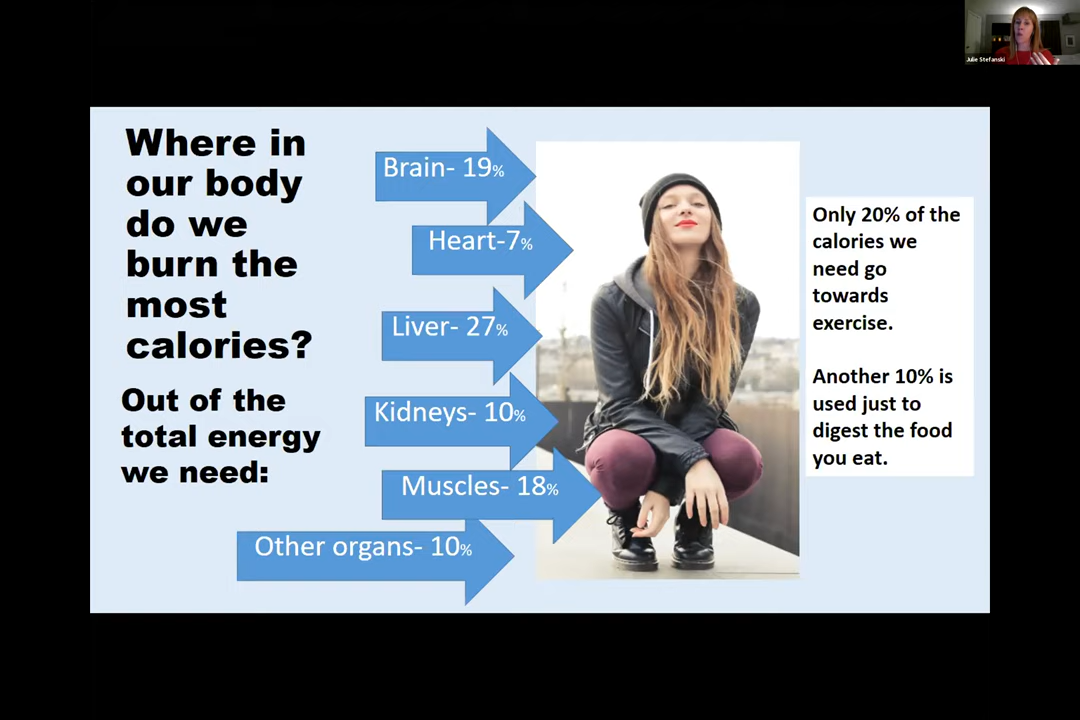 Julie Stefanski
Where in
our body
do we
burn the
most
calories?
Out of the
total energy
we need:
Brain- 19%
Heart-7%
Liver- 27%
Kidneys- 10%
Muscles- 18%
Other organs- 10%
Only 20% of the
calories we
need go
towards
exercise.
Another 10% is
used just to
digest the food
you eat.